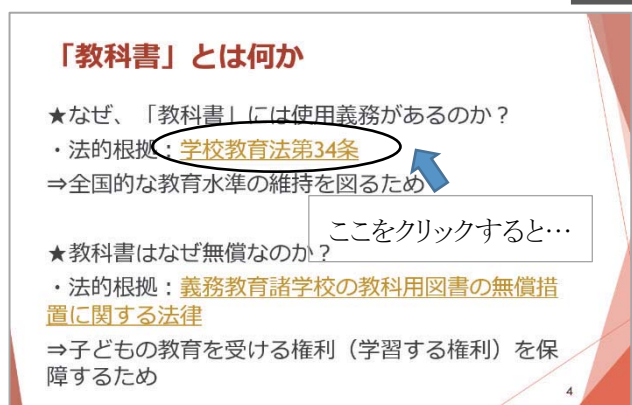 「教科書」とは何か
★なぜ、「教科書」には使用義務があるのか？
・法的根拠：学校教育法第34条
⇒全国的な教育水準の維持を図るため
ここをクリックすると…
★教科書はなぜ無償なのか？
・法的根拠：義務教育諸学校の教科用図書の無償措
置に関する法律
⇒子どもの教育を受ける権利（学習する権利）を保
障するため
4